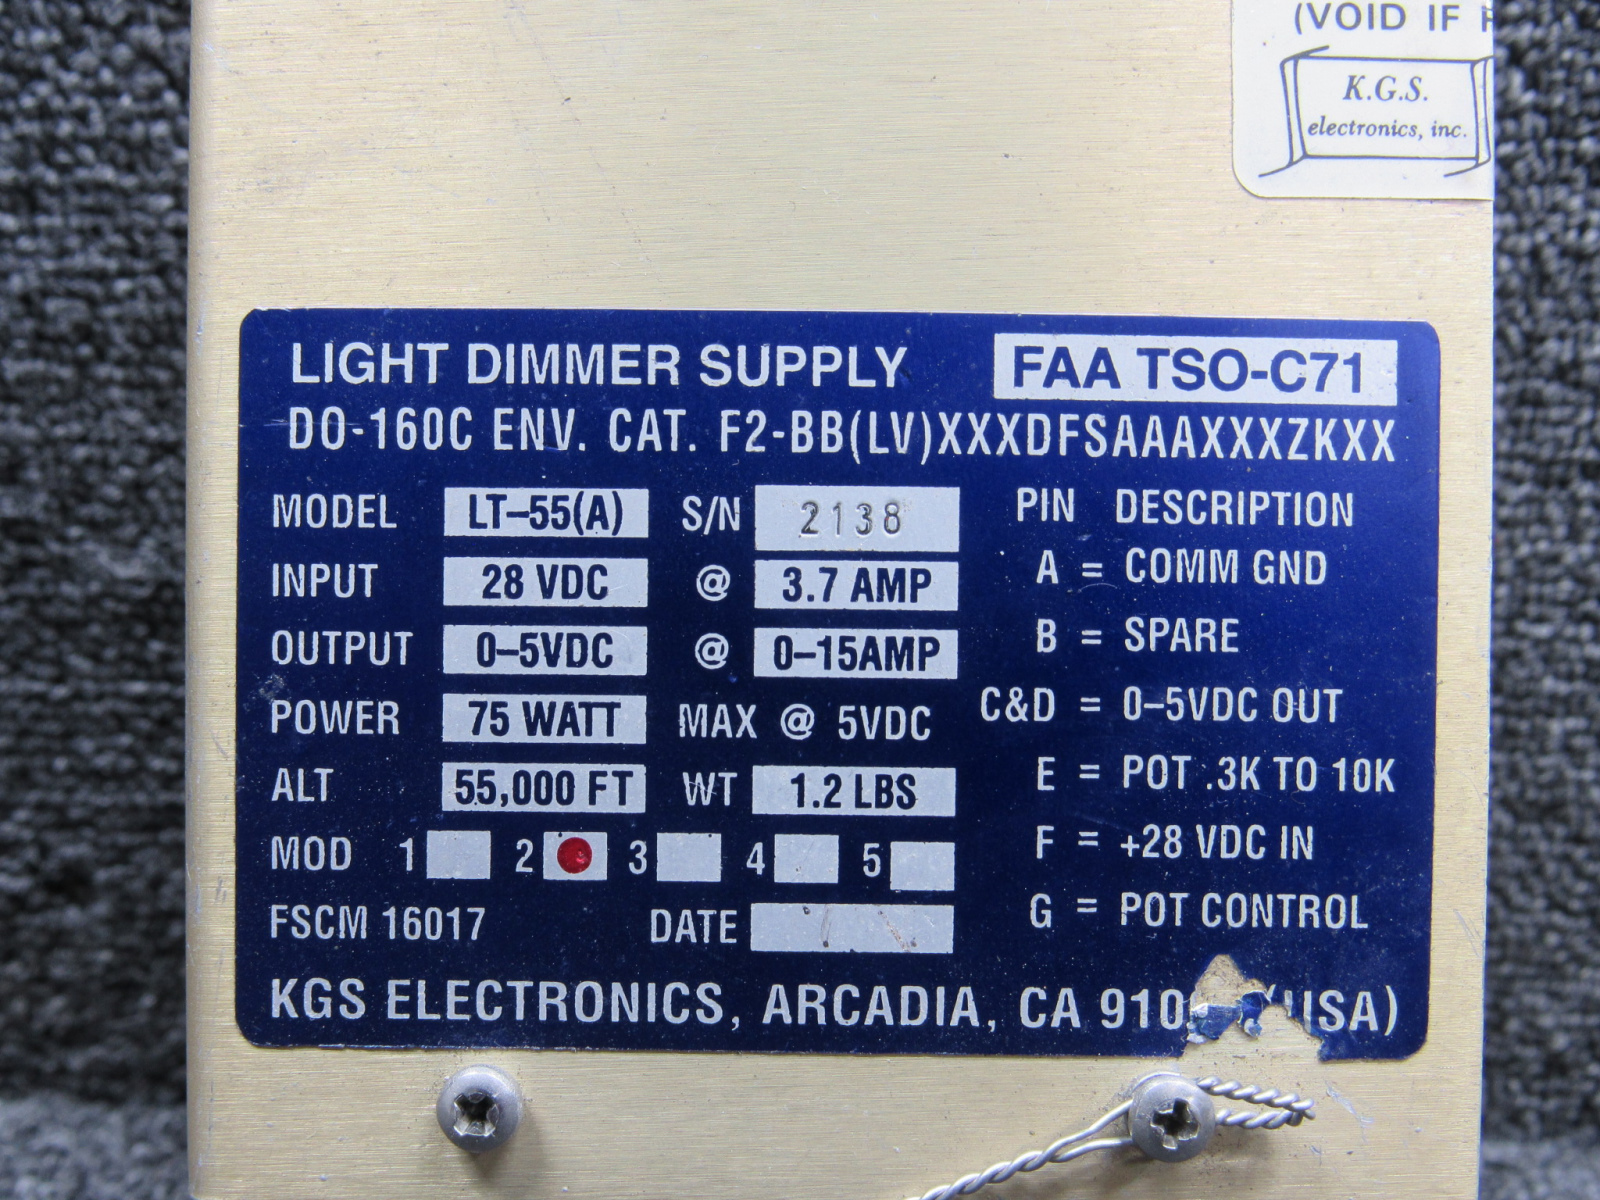 (VOID IF
K.G.S.
electronics, inc.
LIGHT DIMMER SUPPLY FAA TSO-C71
DO-160C ENV. CAT. F2-BB(LV)XXXDFSAAAXXXZKXX
MODEL LT-55(A) S/N 2138
INPUT 28 VDC @ 3.7 AMP
OUTPUT 0-5VDC @ 0-15AMP
POWER 75 WATT MAX @ 5VDC
ALT 55,000 FT WT 1.2 LBS
MOD 1 2 3 4 5
FSCM 16017 DATE
PIN DESCRIPTION
A = COMM GND
B = SPARE
C&D = 0-5VDC OUT
E = POT .3K TO 10K
F = +28 VDC IN
G = POT CONTROL
KGS ELECTRONICS, ARCADIA, CA (USA)